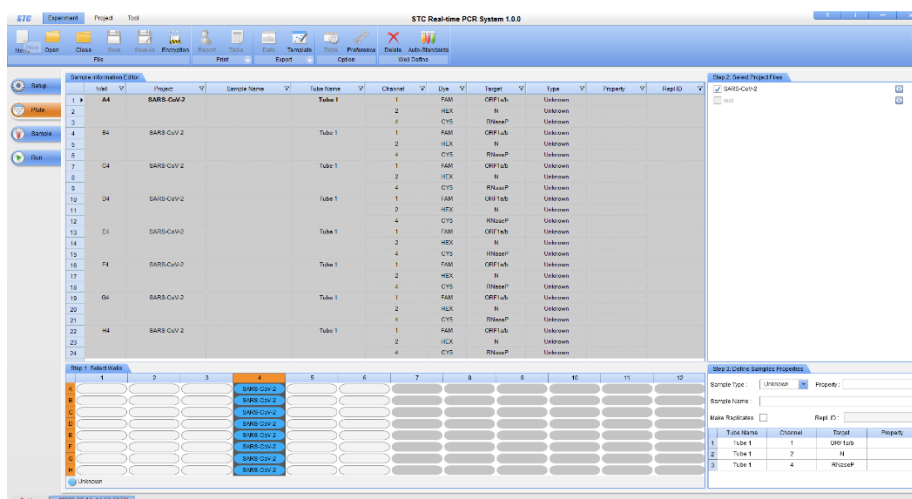 STC Experiment Project Tool STC Real-time PCR System 1.0.0
New Open Close Save Save As Encryption Report Table Data Template Table Preference Delete Auto-Standards
File Print Export Option Well Define
Setup
Plate
Sample
Run
Sample Information Editor
Well Project Sample Name Tube Name Channel Dye Target Type Property Repl.ID
1 A4 SARS-CoV-2 Tube 1 1 FAM ORF1a/b Unknown
2 2 HEX N Unknown
3 4 CY5 RNaseP Unknown
4 B4 SARS-CoV-2 Tube 1 1 FAM ORF1a/b Unknown
5 2 HEX N Unknown
6 4 CY5 RNaseP Unknown
7 C4 SARS-CoV-2 Tube 1 1 FAM ORF1a/b Unknown
8 2 HEX N Unknown
9 4 CY5 RNaseP Unknown
10 D4 SARS-CoV-2 Tube 1 1 FAM ORF1a/b Unknown
11 2 HEX N Unknown
12 4 CY5 RNaseP Unknown
13 E4 SARS-CoV-2 Tube 1 1 FAM ORF1a/b Unknown
14 2 HEX N Unknown
15 4 CY5 RNaseP Unknown
16 F4 SARS-CoV-2 Tube 1 1 FAM ORF1a/b Unknown
17 2 HEX N Unknown
18 4 CY5 RNaseP Unknown
19 G4 SARS-CoV-2 Tube 1 1 FAM ORF1a/b Unknown
20 2 HEX N Unknown
21 4 CY5 RNaseP Unknown
22 H4 SARS-CoV-2 Tube 1 1 FAM ORF1a/b Unknown
23 2 HEX N Unknown
24 4 CY5 RNaseP Unknown
Step 2: Select Project Files
SARS-CoV-2
test
Step 1: Select Wells
1 2 3 4 5 6 7 8 9 10 11 12
A SARS-CoV-2
B SARS-CoV-2
C SARS-CoV-2
D SARS-CoV-2
E SARS-CoV-2
F SARS-CoV-2
G SARS-CoV-2
H SARS-CoV-2
Unknown
Step 3: Define Samples Properties
Sample Type : Unknown Property :
Sample Name :
Make Replicates Repl.ID :
Tube Name Channel Target Property
1 Tube 1 1 ORF1a/b
2 Tube 1 2 N
3 Tube 1 4 RNaseP